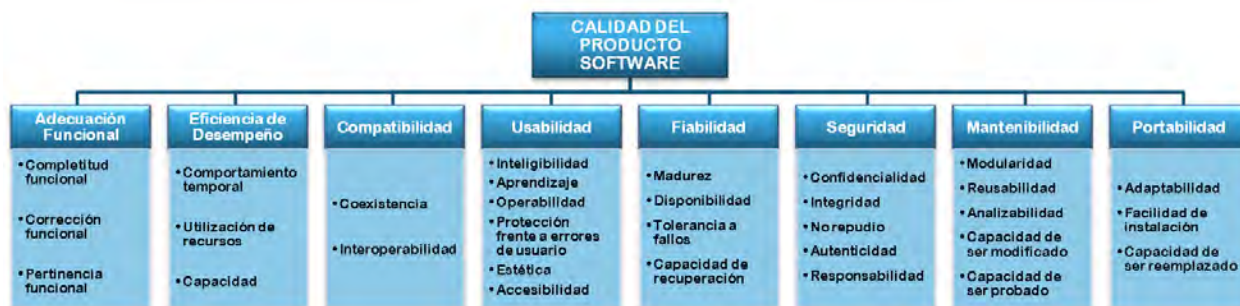 CALIDAD DEL
PRODUCTO
SOFTWARE
Adecuación
Funcional
• Completitud
funcional
• Corrección
funcional
• Pertinencia
funcional
Eficiencia de
Desempeño
• Comportamiento
temporal
• Utilización de
recursos
• Capacidad
Compatibilidad
• Coexistencia
• Interoperabilidad
Usabilidad
• Inteligibilidad
• Aprendizaje
• Operabilidad
• Protección
frente a errores
de usuario
• Estética
• Accesibilidad
Fiabilidad
• Madurez
• Disponibilidad
• Tolerancia a
fallos
• Capacidad de
recuperación
Seguridad
• Confidencialidad
• Integridad
• No repudio
• Autenticidad
• Responsabilidad
Mantenibilidad
• Modularidad
• Reusabilidad
• Analizabilidad
• Capacidad de
ser modificado
• Capacidad de
ser probado
Portabilidad
• Adaptabilidad
• Facilidad de
instalación
• Capacidad de
ser reemplazado